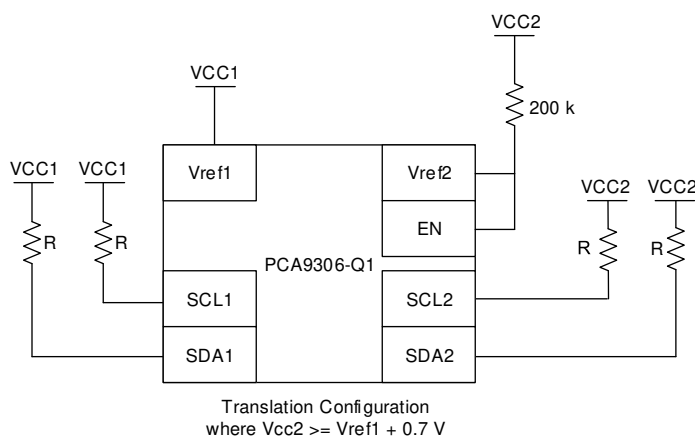 VCC2
VCC1
200 k
VCC1
VCC1
Vref1
Vref2
VCC2
VCC2
EN
R
R
R
R
PCA9306-Q1
SCL1
SCL2
SDA1
SDA2
Translation Configuration
where Vcc2 >= Vref1 + 0.7 V